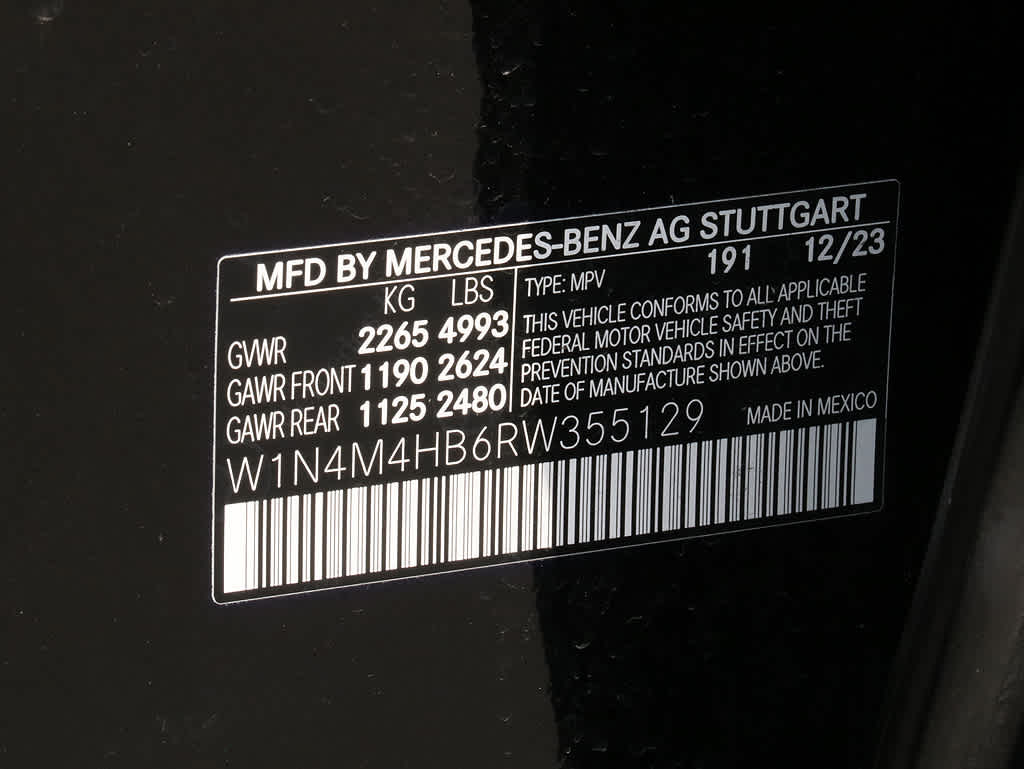 MFD BY MERCEDES-BENZ AG STUTTGART
KG LBS
GVWR 2265 4993
GAWR FRONT 1190 2624
GAWR REAR 1125 2480
191 12/23
TYPE: MPV
THIS VEHICLE CONFORMS TO ALL APPLICABLE
FEDERAL MOTOR VEHICLE SAFETY AND THEFT
PREVENTION STANDARDS IN EFFECT ON THE
DATE OF MANUFACTURE SHOWN ABOVE.
W1N4M4HB6RW355129 MADE IN MEXICO